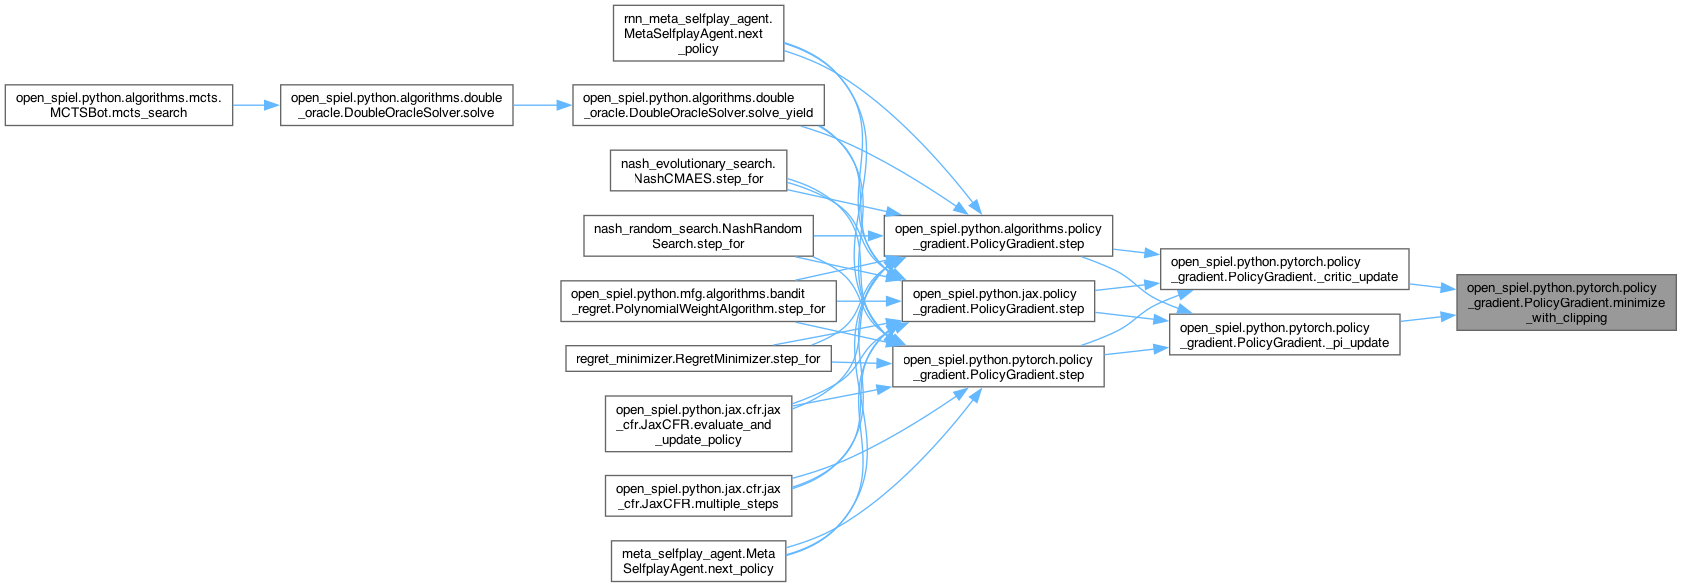 rnn_meta_selfplay_agent.
MetaSelfplayAgent.next
_policy
open_spiel.python.algorithms.mcts.
MCTSBot.mcts_search
open_spiel.python.algorithms.double
_oracle.DoubleOracleSolver.solve
open_spiel.python.algorithms.double
_oracle.DoubleOracleSolver.solve_yield
nash_evolutionary_search.
NashCMAES.step_for
nash_random_search.NashRandom
Search.step_for
open_spiel.python.mfg.algorithms.bandit
_regret.PolynomialWeightAlgorithm.step_for
regret_minimizer.RegretMinimizer.step_for
open_spiel.python.jax.cfr.jax
_cfr.JaxCFR.evaluate_and
_update_policy
open_spiel.python.jax.cfr.jax
_cfr.JaxCFR.multiple_steps
meta_selfplay_agent.Meta
SelfplayAgent.next_policy
open_spiel.python.algorithms.policy
_gradient.PolicyGradient.step
open_spiel.python.jax.policy
_gradient.PolicyGradient.step
open_spiel.python.pytorch.policy
_gradient.PolicyGradient.step
open_spiel.python.pytorch.policy
_gradient.PolicyGradient._critic_update
open_spiel.python.pytorch.policy
_gradient.PolicyGradient._pi_update
open_spiel.python.pytorch.policy
_gradient.PolicyGradient.minimize
_with_clipping